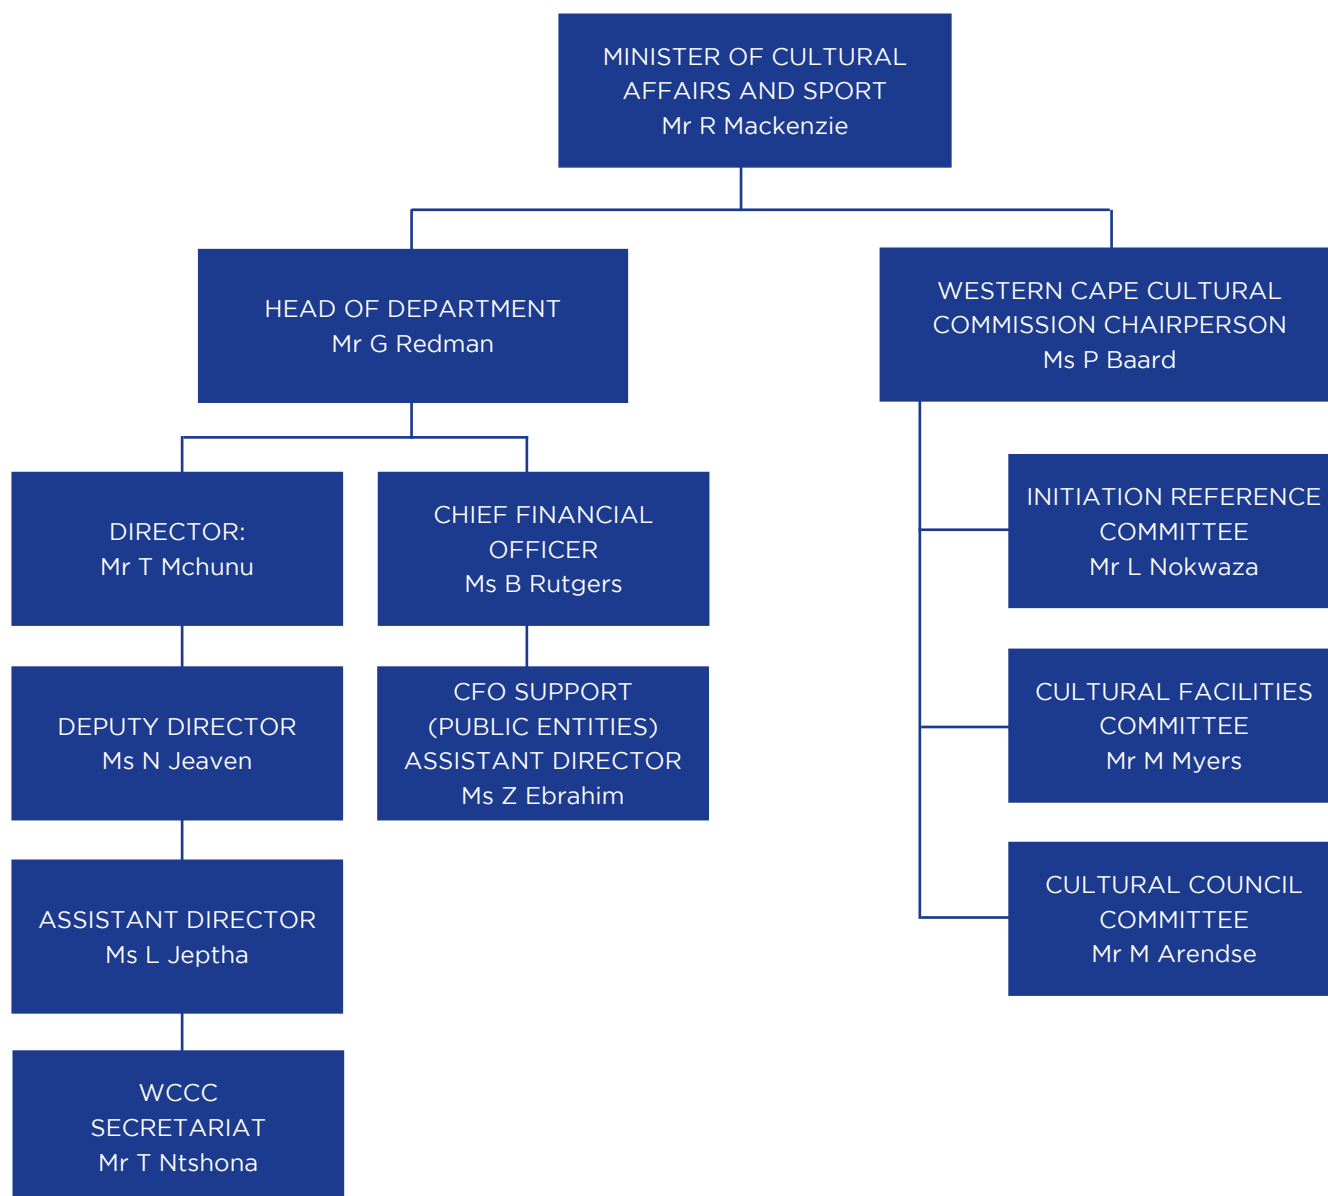 MINISTER OF CULTURAL
AFFAIRS AND SPORT
Mr R Mackenzie
HEAD OF DEPARTMENT
Mr G Redman
WESTERN CAPE CULTURAL
COMMISSION CHAIRPERSON
Ms P Baard
DIRECTOR:
Mr T Mchunu
CHIEF FINANCIAL
OFFICER
Ms B Rutgers
INITIATION REFERENCE
COMMITTEE
Mr L Nokwaza
DEPUTY DIRECTOR
Ms N Jeaven
CFO SUPPORT
(PUBLIC ENTITIES)
ASSISTANT DIRECTOR
Ms Z Ebrahim
CULTURAL FACILITIES
COMMITTEE
Mr M Myers
ASSISTANT DIRECTOR
Ms L Jeptha
CULTURAL COUNCIL
COMMITTEE
Mr M Arendse
WCCC
SECRETARIAT
Mr T Ntshona